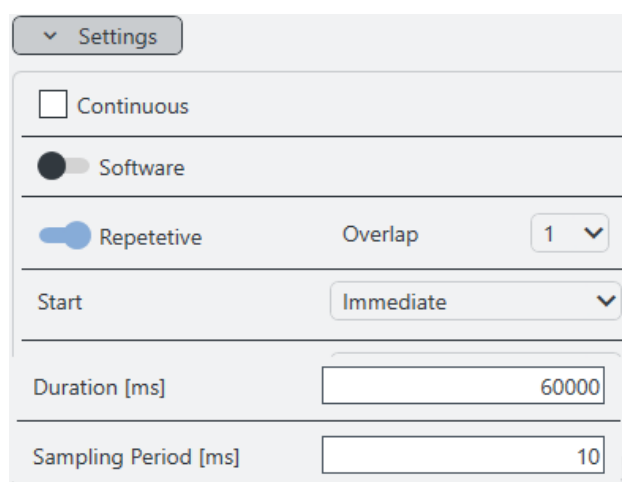 Settings
Continuous
Software
Repetetive Overlap 1
Start Immediate
Duration [ms] 60000
Sampling Period [ms] 10